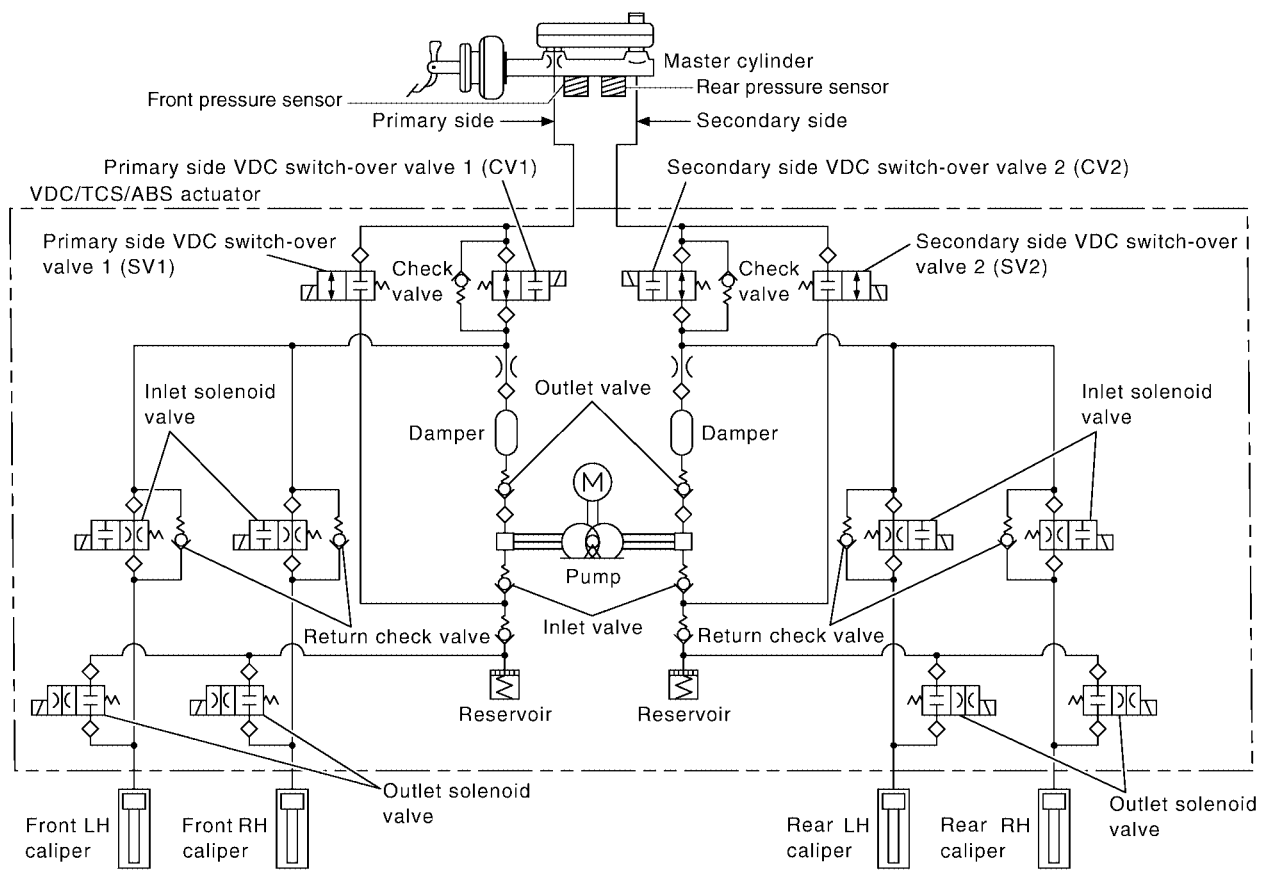 Master cylinder
Front pressure sensor
Rear pressure sensor
Primary side
Secondary side
Primary side VDC switch-over valve 1 (CV1)
Secondary side VDC switch-over valve 2 (CV2)
VDC/TCS/ABS actuator
Primary side VDC switch-over
valve 1 (SV1)
Check
valve
Check
valve
Secondary side VDC switch-over
valve 2 (SV2)
Inlet solenoid
valve
Outlet valve
Inlet solenoid
valve
Damper
Damper
M
Pump
Return check valve
Inlet valve
Return check valve
Reservoir
Reservoir
Outlet solenoid
valve
Outlet solenoid
valve
Front LH
caliper
Front RH
caliper
Rear LH
caliper
Rear RH
caliper